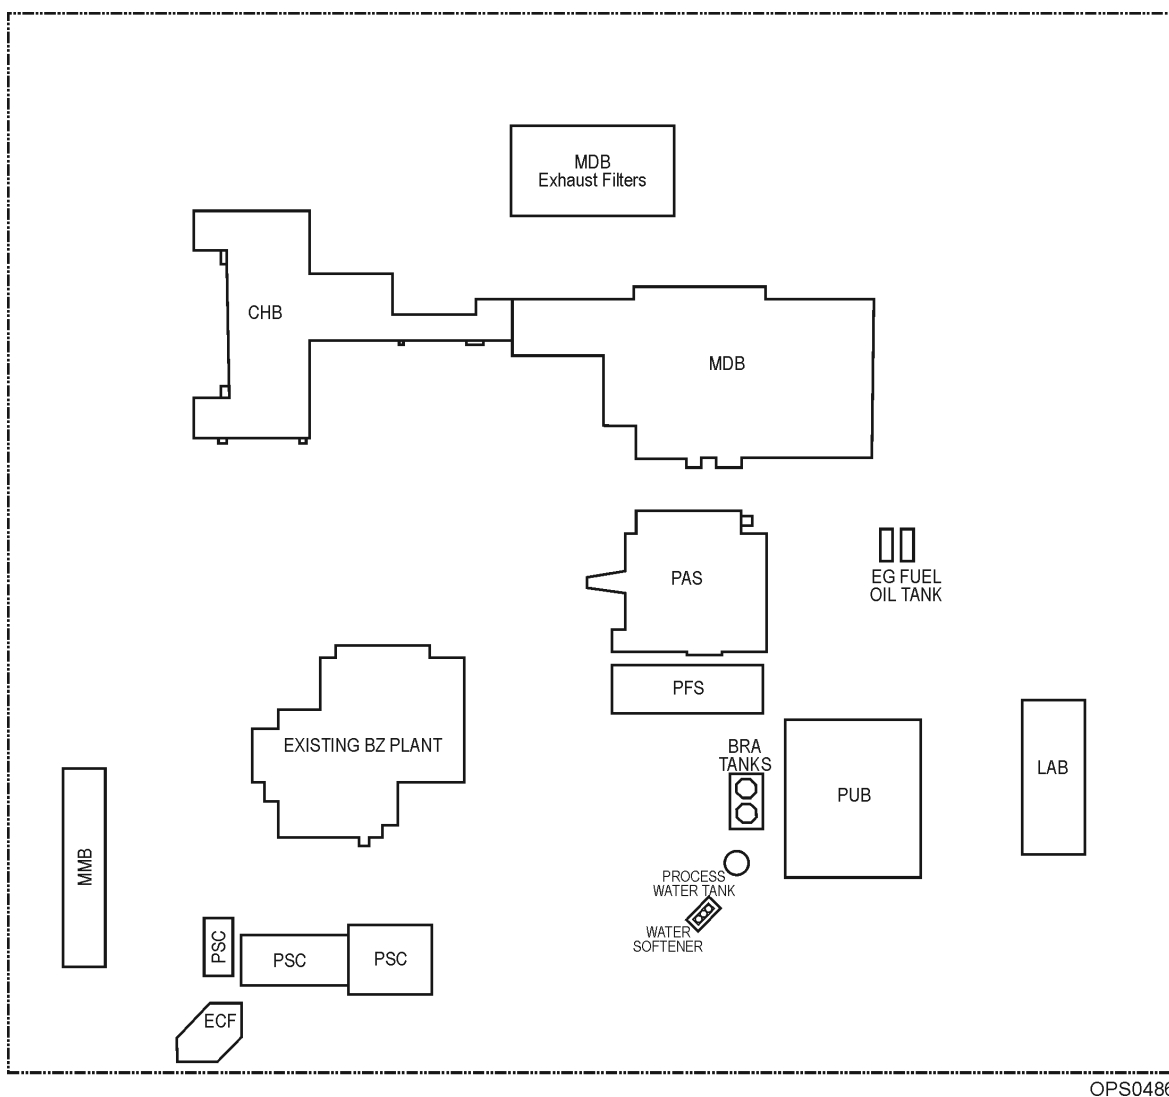 MDB
Exhaust Filters
CHB
MDB
PAS
EG FUEL
OIL TANK
PFS
EXISTING BZ PLANT
BRA
TANKS
LAB
PUB
MMB
PROCESS
WATER TANK
WATER
SOFTENER
PSC
PSC
PSC
ECF
OPS0486